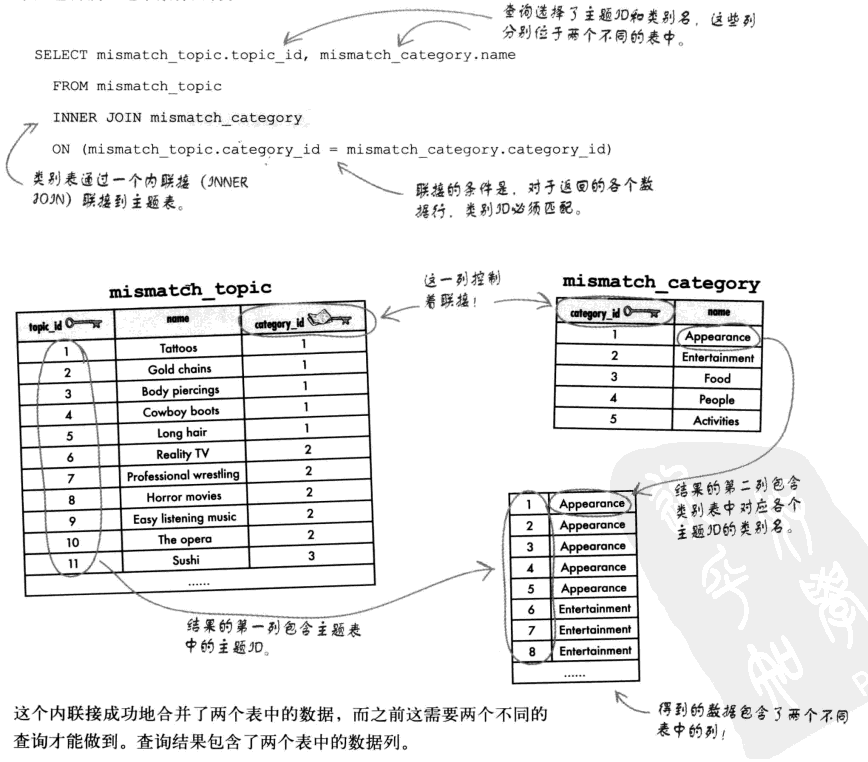 查询选择了主题ID和类别名，这些列
分别位于两个不同的表中。
SELECT mismatch_topic.topic_id, mismatch_category.name
FROM mismatch_topic
INNER JOIN mismatch_category
ON (mismatch_topic.category_id = mismatch_category.category_id)
类别表通过一个内联接（INNER
JOIN）联接到主题表。
联接的条件是，对于返回的各个数
据行，类别ID必须匹配。
mismatch_topic
topic_id name category_id
1 Tattoos 1
2 Gold chains 1
3 Body piercings 1
4 Cowboy boots 1
5 Long hair 1
6 Reality TV 2
7 Professional wrestling 2
8 Horror movies 2
9 Easy listening music 2
10 The opera 2
11 Sushi 3
......
这一列控制
着联接！
mismatch_category
category_id name
1 Appearance
2 Entertainment
3 Food
4 People
5 Activities
结果的第二列包含
类别表中对应各个
主题ID的类别名。
1 Appearance
2 Appearance
3 Appearance
4 Appearance
5 Appearance
6 Entertainment
7 Entertainment
8 Entertainment
......
结果的第一列包含主题表
中的主题ID。
得到的数据包含了两个不同
表中的列！
这个内联接成功地合并了两个表中的数据，而之前这需要两个不同的
查询才能做到。查询结果包含了两个表中的数据列。